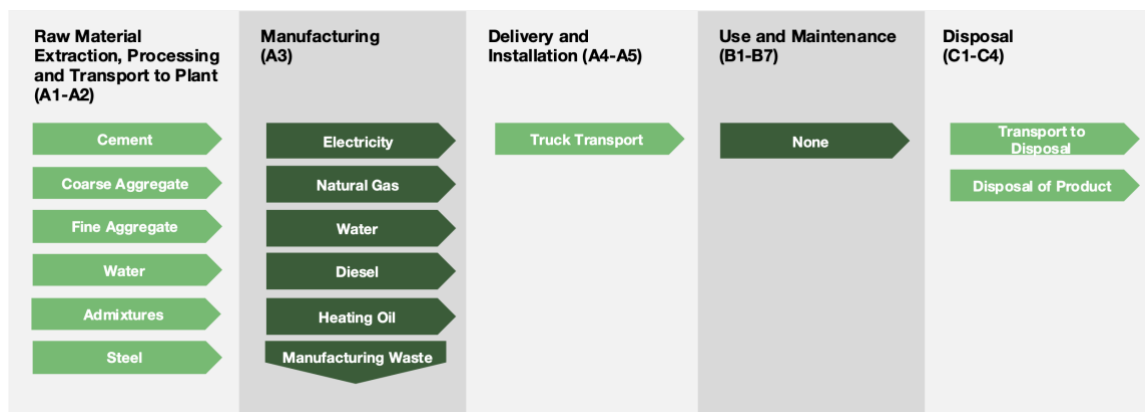 Raw Material
Extraction, Processing
and Transport to Plant
(A1-A2)
Cement
Coarse Aggregate
Fine Aggregate
Water
Admixtures
Steel
Manufacturing
(A3)
Electricity
Natural Gas
Water
Diesel
Heating Oil
Manufacturing Waste
Delivery and
Installation (A4-A5)
Truck Transport
Use and Maintenance
(B1-B7)
None
Disposal
(C1-C4)
Transport to
Disposal
Disposal of Product